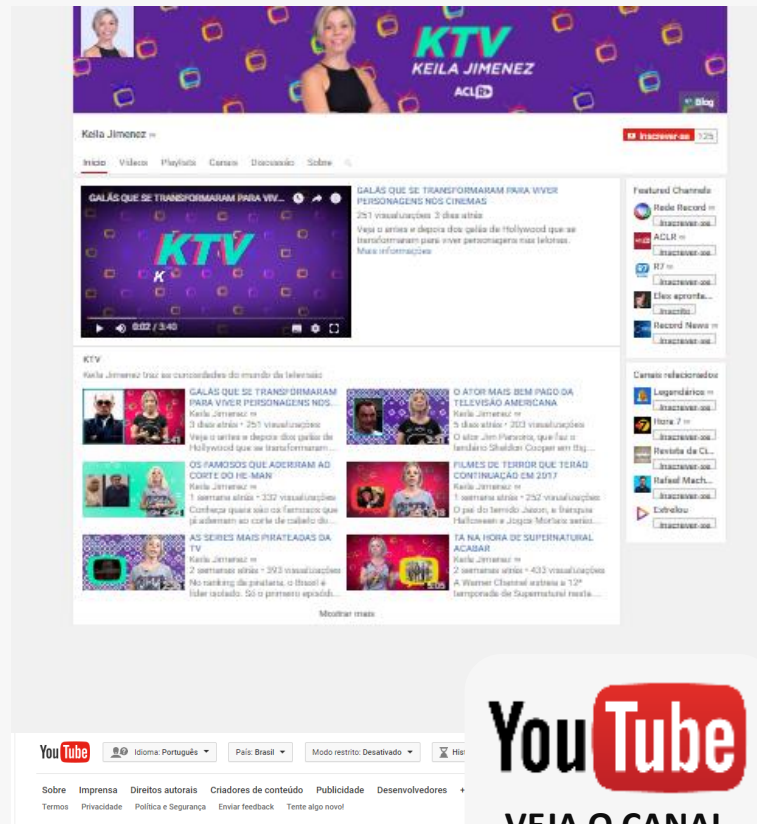 KTV
KEILA JIMENEZ
ACLR
Blog
Keila Jimenez
Inscrever-se 125
Início Vídeos Playlists Canais Discussão Sobre
GALÃS QUE SE TRANSFORMARAM PARA VIV...
KTV
K
0:02 / 3:40
GALÃS QUE SE TRANSFORMARAM PARA VIVER
PERSONAGENS NOS CINEMAS
251 visualizações 3 dias atrás
Veja o antes e depois dos galãs de Hollywood que se
transformaram para viver personagens nas telonas.
Mais informações
KTV
Keila Jimenez traz as curiosidades do mundo da televisão
GALÃS QUE SE TRANSFORMARAM
PARA VIVER PERSONAGENS NOS...
Keila Jimenez
3 dias atrás • 251 visualizações
Veja o antes e depois dos galãs de
Hollywood que se transformaram...
O ATOR MAIS BEM PAGO DA
TELEVISÃO AMERICANA
Keila Jimenez
5 dias atrás • 203 visualizações
O ator Jim Parsons, que faz o
lendário Sheldon Cooper em Big...
OS FAMOSOS QUE ADERIRAM AO
CORTE DO HE-MAN
Keila Jimenez
1 semana atrás • 332 visualizações
Conheça quais são os famosos que
já aderiram ao corte de cabelo do...
FILMES DE TERROR QUE TERÃO
CONTINUAÇÃO EM 2017
Keila Jimenez
1 semana atrás • 252 visualizações
O pai do temido Jason, a franquia
Halloween e Jogos Mortais serão...
AS SÉRIES MAIS PIRATEADAS DA
TV
Keila Jimenez
2 semanas atrás • 393 visualizações
No ranking da pirataria, o Brasil é
líder isolado. Só o primeiro episódi...
TÁ NA HORA DE SUPERNATURAL
ACABAR
Keila Jimenez
2 semanas atrás • 433 visualizações
5:05
A Warner Channel estreia a 12ª
temporada de Supernatural nesta...
Mostrar mais
Featured Channels
Rede Record
Inscrever-se
ACLR
Inscrever-se
R7
Inscrever-se
Eles apronta...
Inscrito
Record News
Inscrever-se
Canais relacionados
Legendários
Inscrever-se
Hora 7
Inscrever-se
Revista da Ci...
Inscrever-se
Rafael Mach...
Inscrever-se
Extrelou
Inscrever-se
YouTube
Idioma: Português
País: Brasil
Modo restrito: Desativado
Sobre Imprensa Direitos autorais Criadores de conteúdo Publicidade Desenvolvedores +
Termos Privacidade Política e Segurança Enviar feedback Tente algo novo!
YouTube
VEJA O CANAL